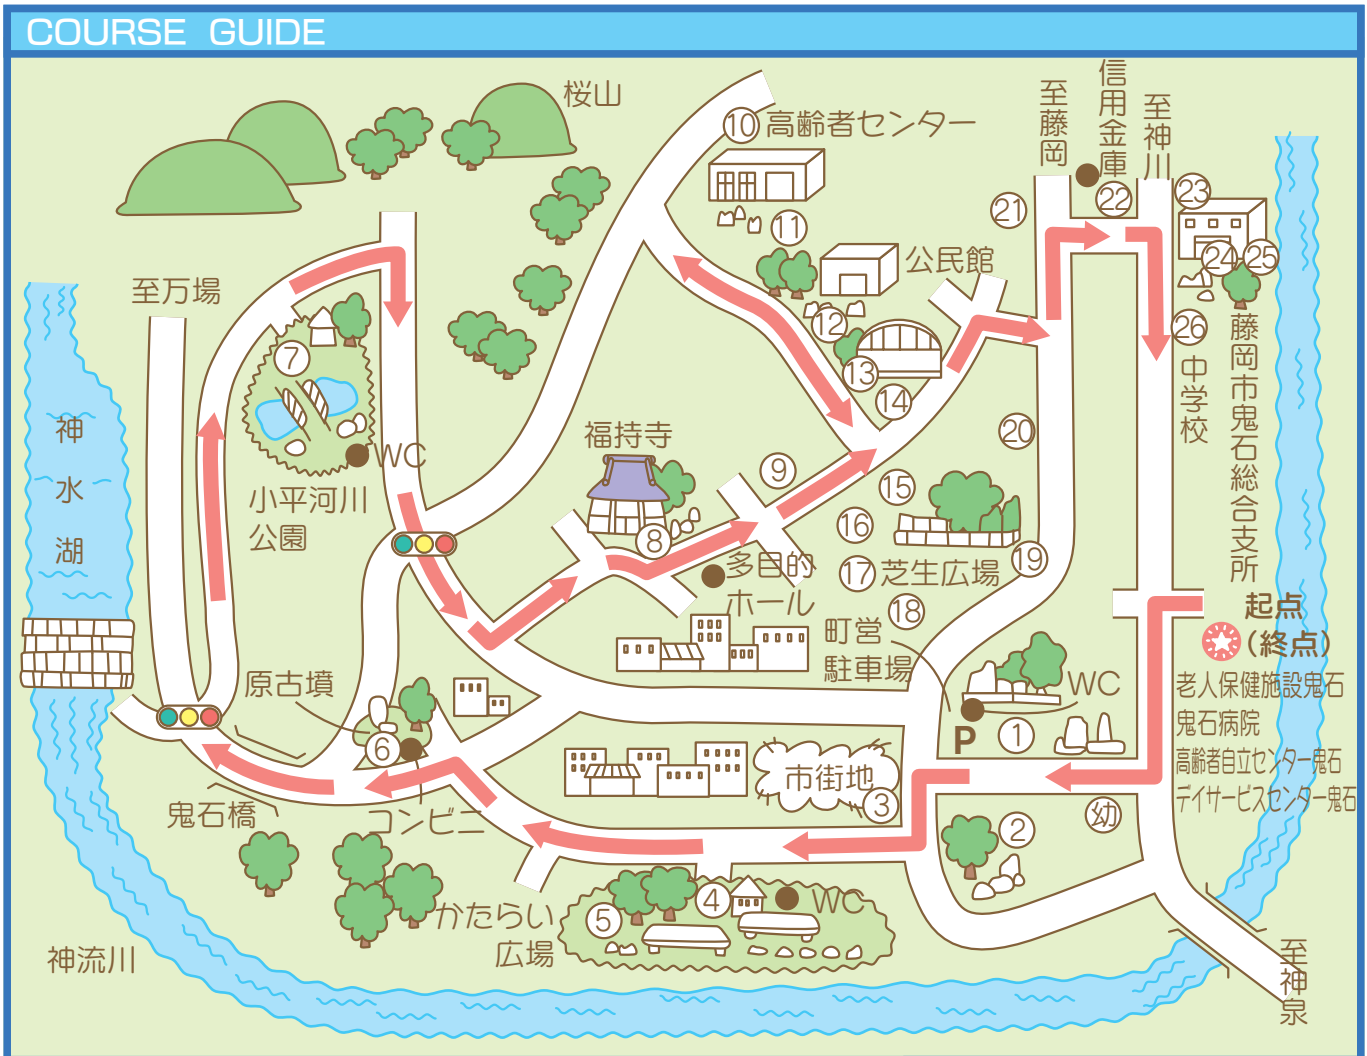 COURSE GUIDE
桜山
⑩高齢者センター
至藤岡
信用金庫
至神川
㉒
㉓
㉑
⑪
公民館
㉔
㉕
至万場
⑫
㉖
藤岡市鬼石総合支所
中学校
⑦
⑬
⑭
神水湖
WC
福持寺
⑨
⑳
小平河川
公園
⑮
⑧
⑯
多目的
ホール
⑰
芝生広場
⑲
⑱
町営
駐車場
起点
(終点)
老人保健施設鬼石
鬼石病院
高齢者自立センター鬼石
デイサービスセンター鬼石
原古墳
WC
P
①
⑥
市街地
③
鬼石橋
コンビニ
②
幼
④
WC
⑤
かたらい
広場
神流川
至神泉